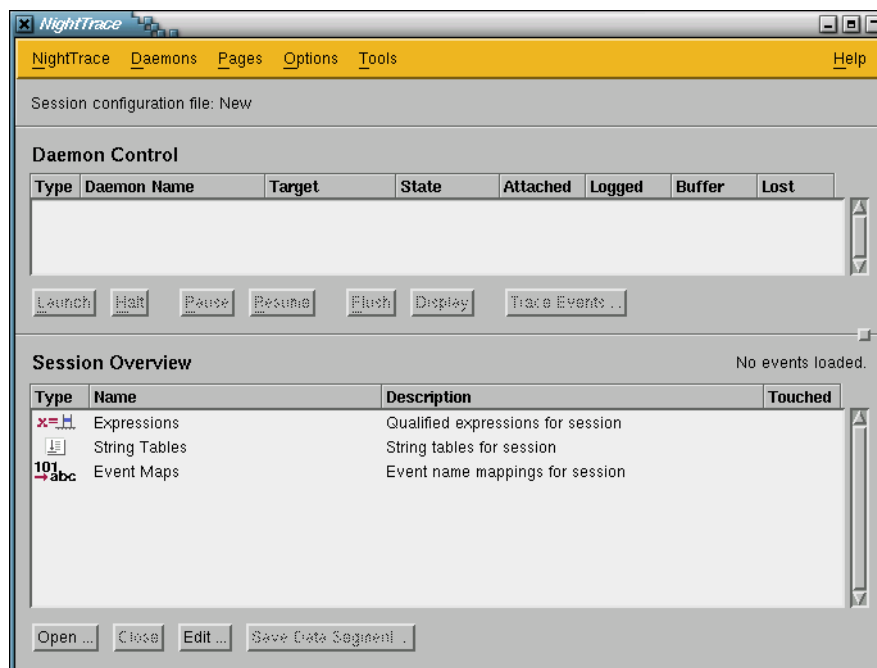 NightTrace
NightTrace Daemons Pages Options Tools Help
Session configuration file: New
Daemon Control
Type Daemon Name Target State Attached Logged Buffer Lost
Launch Halt Pause Resume Flush Display Trace Events ...
Session Overview No events loaded.
Type Name Description Touched
x= Expressions Qualified expressions for session
String Tables String tables for session
101→abc Event Maps Event name mappings for session
Open ... Close Edit ... Save Data Segment ...